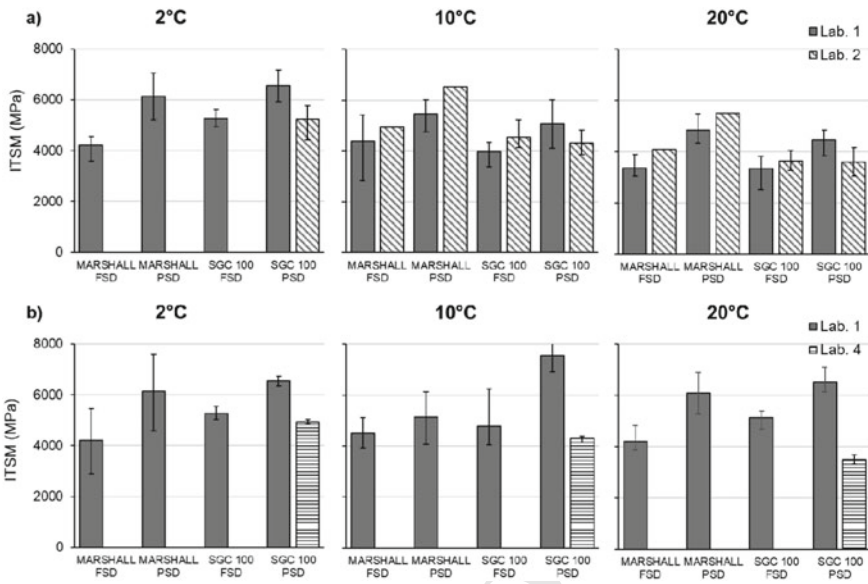 a) 2°C 10°C 20°C
Lab. 1
Lab. 2
ITSM (MPa)
8000
6000
4000
2000
0
MARSHALL FSD MARSHALL PSD SGC 100 FSD SGC 100 PSD
MARSHALL FSD MARSHALL PSD SGC 100 FSD SGC 100 PSD
MARSHALL FSD MARSHALL PSD SGC 100 FSD SGC 100 PSD
b) 2°C 10°C 20°C
Lab. 1
Lab. 4
ITSM (MPa)
8000
6000
4000
2000
0
MARSHALL FSD MARSHALL PSD SGC 100 FSD SGC 100 PSD
MARSHALL FSD MARSHALL PSD SGC 100 FSD SGC 100 PSD
MARSHALL FSD MARSHALL PSD SGC 100 FSD SGC 100 PSD